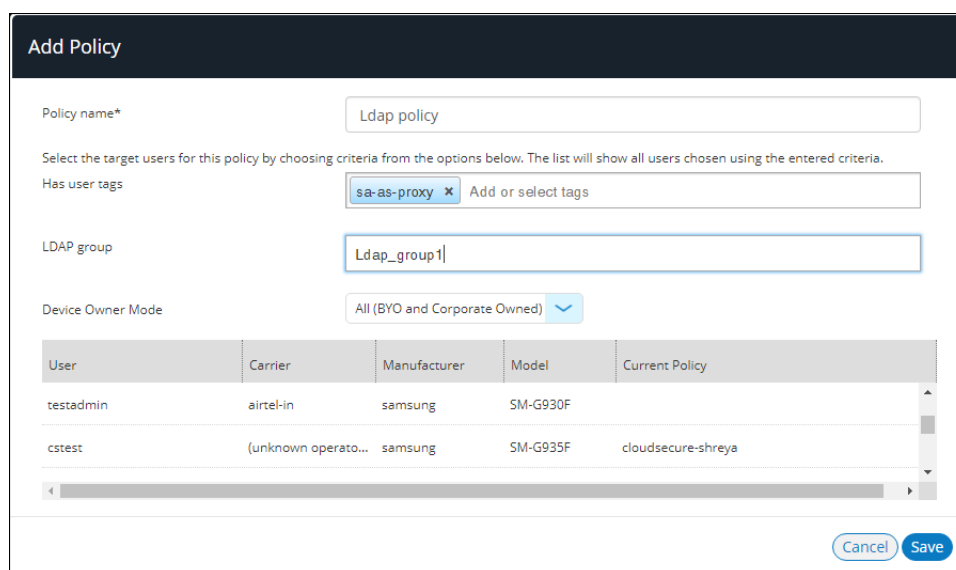 Add Policy
Policy name*
Ldap policy
Select the target users for this policy by choosing criteria from the options below. The list will show all users chosen using the entered criteria.
Has user tags
sa-as-proxy × Add or select tags
LDAP group
Ldap_group1
Device Owner Mode
All (BYO and Corporate Owned)
User Carrier Manufacturer Model Current Policy
testadmin airtel-in samsung SM-G930F
cstest (unknown operato... samsung SM-G935F cloudsecure-shreya
Cancel Save